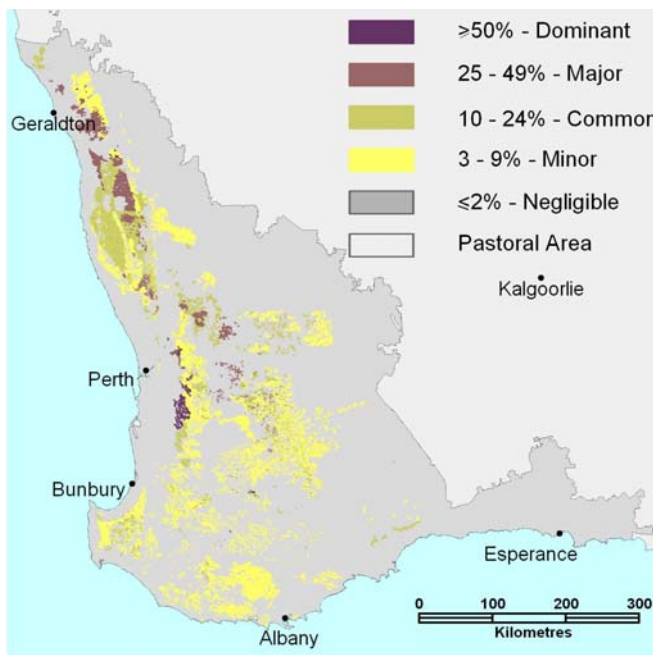 ≥50% - Dominant
25 - 49% - Major
Geraldton
10 - 24% - Common
3 - 9% - Minor
≤2% - Negligible
Pastoral Area
Kalgoorlie
Perth
Bunbury
Esperance
0 100 200 300
Kilometres
Albany